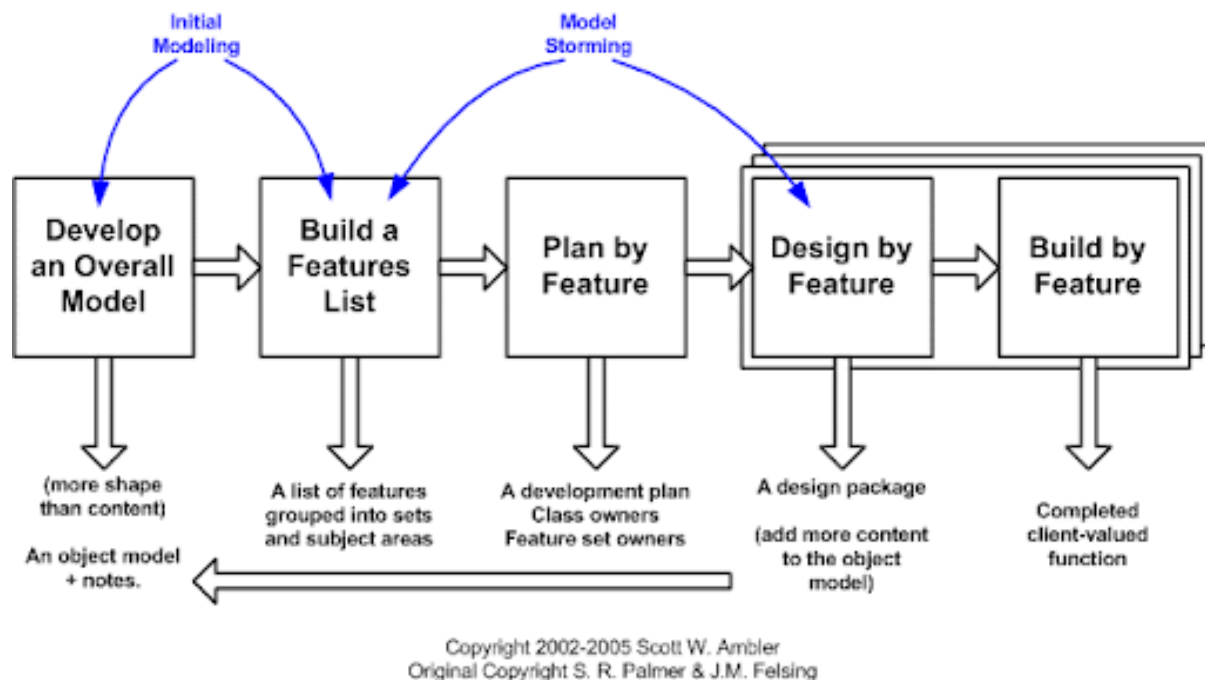 Initial
Modeling
Model
Storming
Develop
an Overall
Model
Build a
Features
List
Plan by
Feature
Design by
Feature
Build by
Feature
(more shape
than content)
An object model
+ notes.
A list of features
grouped into sets
and subject areas
A development plan
Class owners
Feature set owners
A design package
(add more content
to the object
model)
Completed
client-valued
function
Copyright 2002-2005 Scott W. Ambler
Original Copyright S. R. Palmer & J.M. Felsing